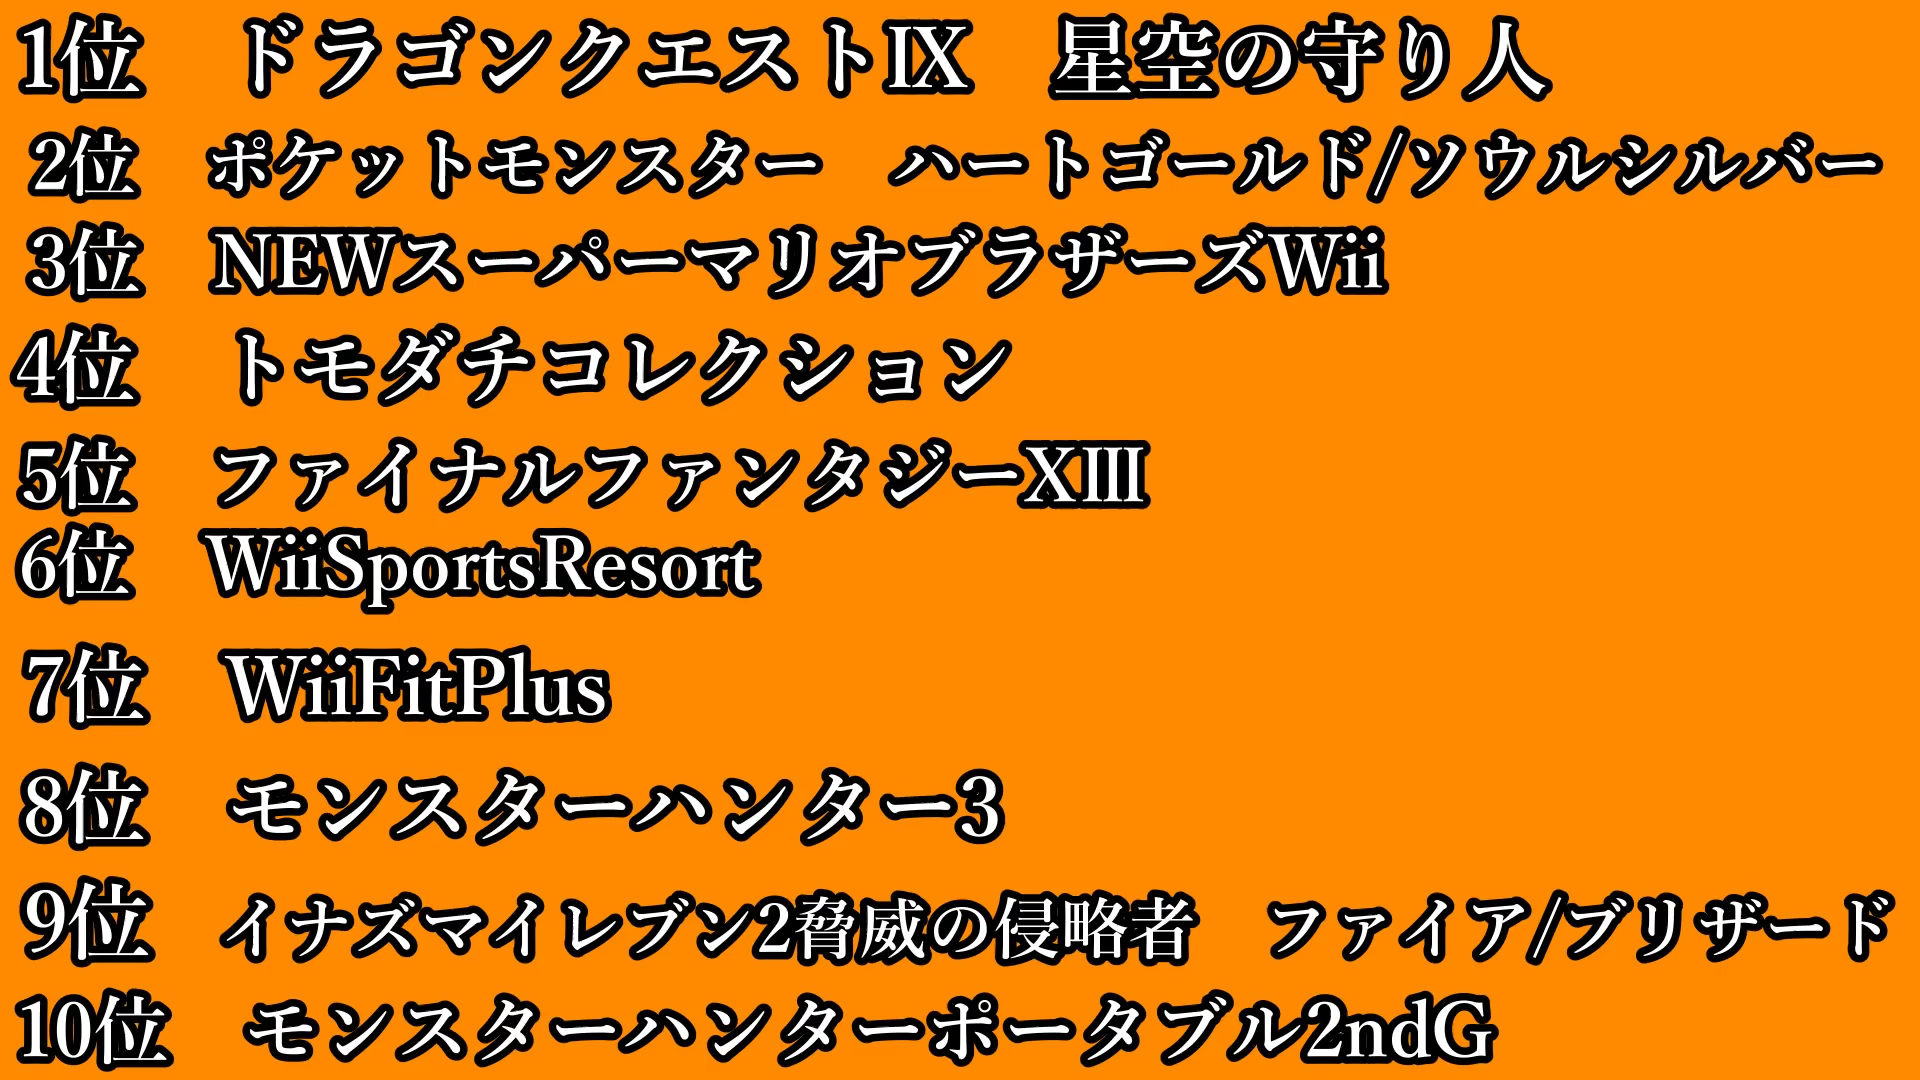 1位　ドラゴンクエストⅨ　星空の守り人
2位　ポケットモンスター　ハートゴールド/ソウルシルバー
3位　NEWスーパーマリオブラザーズWii
4位　トモダチコレクション
5位　ファイナルファンタジーXⅢ
6位　WiiSportsResort
7位　WiiFitPlus
8位　モンスターハンター3
9位　イナズマイレブン2脅威の侵略者　ファイア/ブリザード
10位　モンスターハンターポータブル2ndG